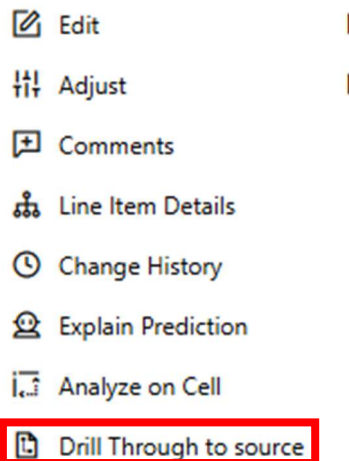 Edit
Adjust
Comments
Line Item Details
Change History
Explain Prediction
Analyze on Cell
Drill Through to source